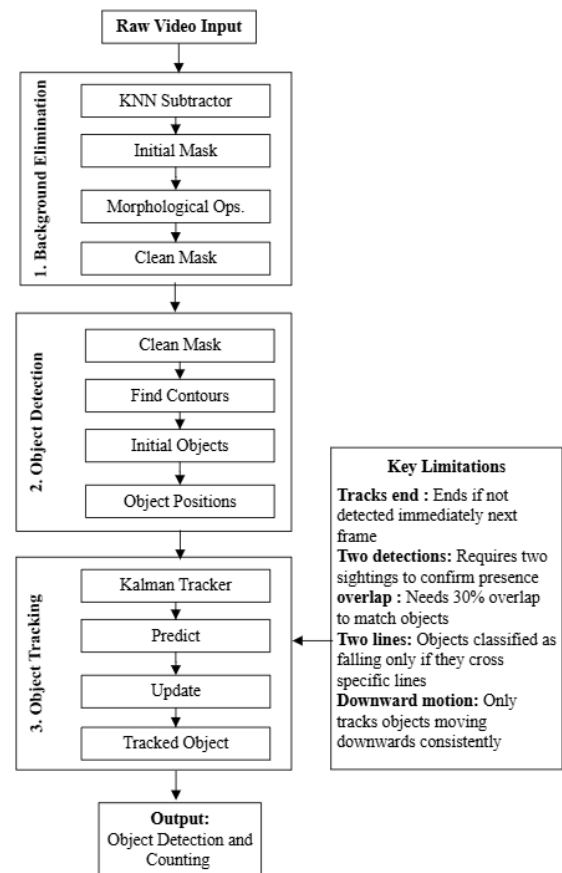 Raw Video Input
1. Background Elimination
KNN Subtractor
Initial Mask
Morphological Ops.
Clean Mask
2. Object Detection
Clean Mask
Find Contours
Initial Objects
Object Positions
3. Object Tracking
Kalman Tracker
Predict
Update
Tracked Object
Key Limitations
Tracks end : Ends if not
detected immediately next
frame
Two detections: Requires two
sightings to confirm presence
overlap : Needs 30% overlap
to match objects
Two lines: Objects classified as
falling only if they cross
specific lines
Downward motion: Only
tracks objects moving
downwards consistently
Output:
Object Detection and
Counting